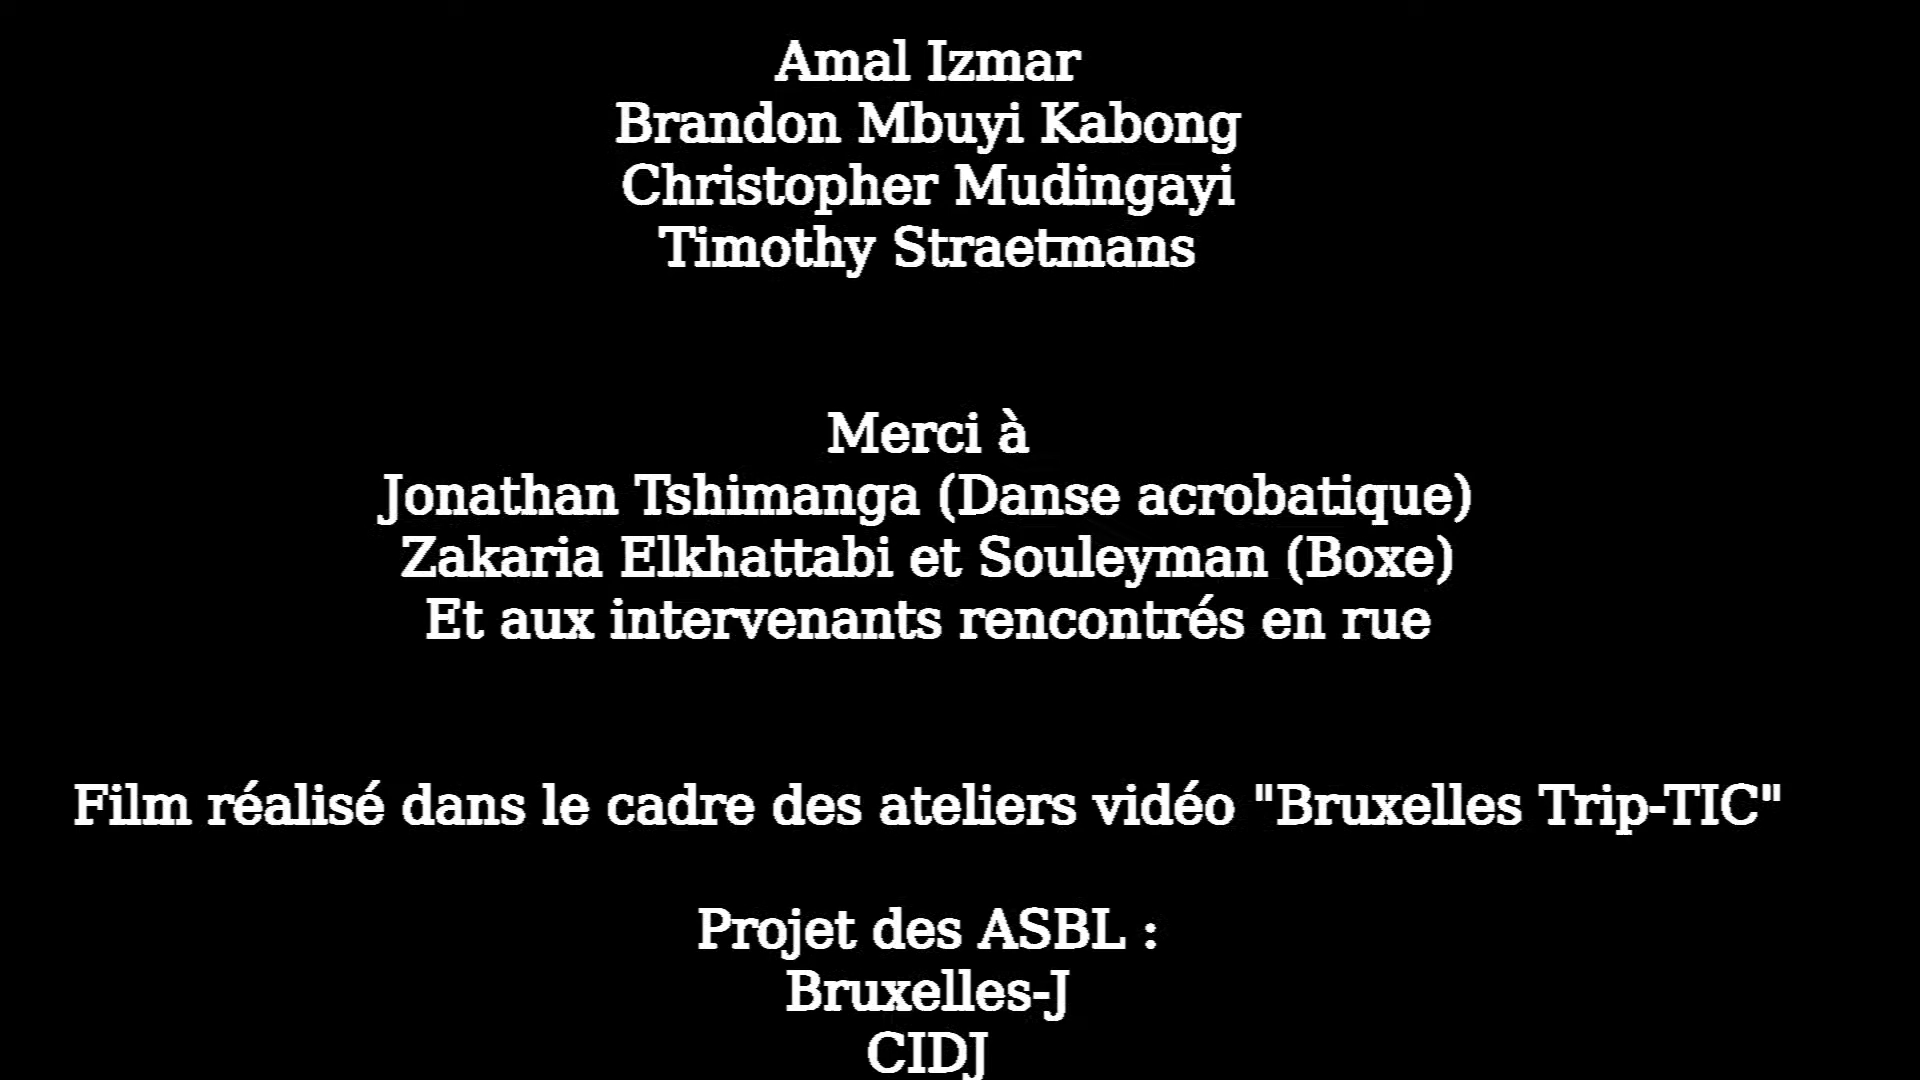 Amal Izmar
Brandon Mbuyi Kabong
Christopher Mudingayi
Timothy Straetmans
Merci à
Jonathan Tshimanga (Danse acrobatique)
Zakaria Elkhattabi et Souleyman (Boxe)
Et aux intervenants rencontrés en rue
Film réalisé dans le cadre des ateliers vidéo "Bruxelles Trip-TIC"
Projet des ASBL :
Bruxelles-J
CIDJ